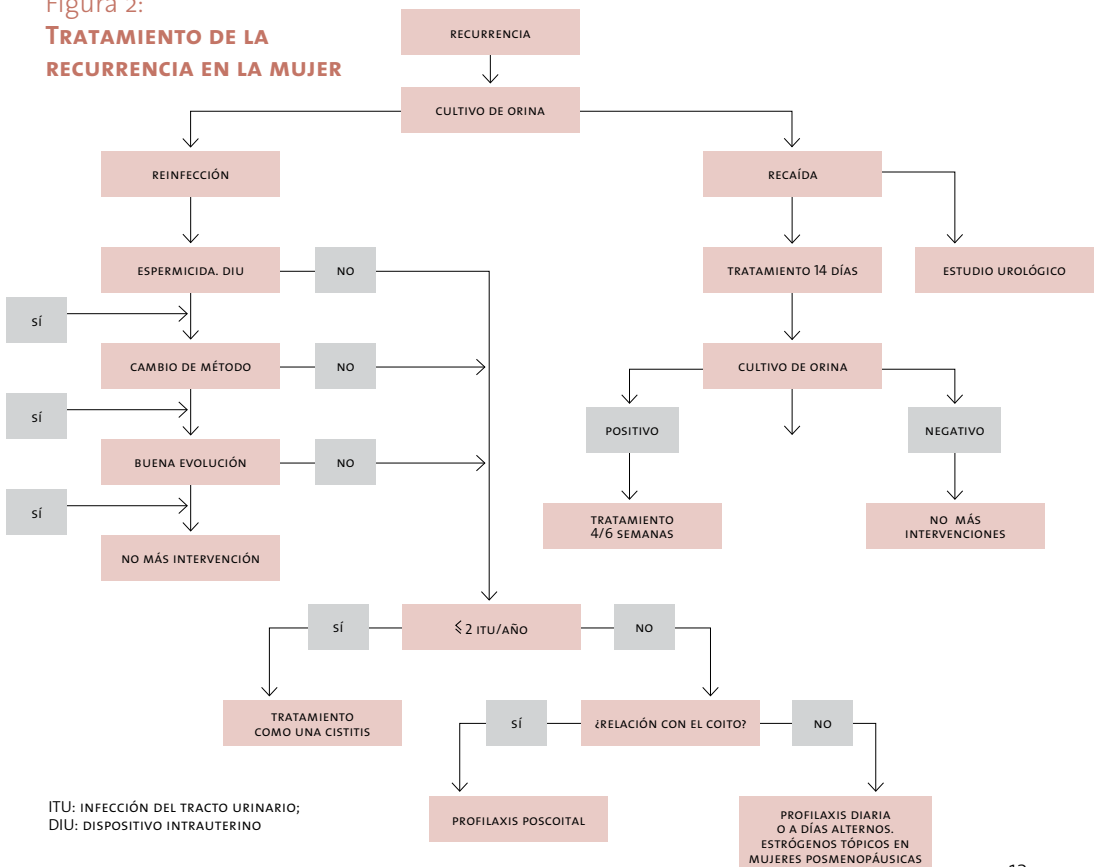 Figura 2:
TRATAMIENTO DE LA
RECURRENCIA EN LA MUJER
RECURRENCIA
CULTIVO DE ORINA
REINFECCIÓN
RECAÍDA
ESPERMICIDA. DIU
NO
TRATAMIENTO 14 DÍAS
ESTUDIO UROLÓGICO
SÍ
CAMBIO DE MÉTODO
NO
CULTIVO DE ORINA
SÍ
POSITIVO
NEGATIVO
BUENA EVOLUCIÓN
NO
SÍ
TRATAMIENTO
4/6 SEMANAS
NO MÁS
INTERVENCIONES
NO MÁS INTERVENCIÓN
SÍ
≤ 2 ITU/AÑO
NO
TRATAMIENTO
COMO UNA CISTITIS
SÍ
¿RELACIÓN CON EL COITO?
NO
ITU: INFECCIÓN DEL TRACTO URINARIO;
DIU: DISPOSITIVO INTRAUTERINO
PROFILAXIS POSCOITAL
PROFILAXIS DIARIA
O A DÍAS ALTERNOS.
ESTRÓGENOS TÓPICOS EN
MUJERES POSMENOPÁUSICAS